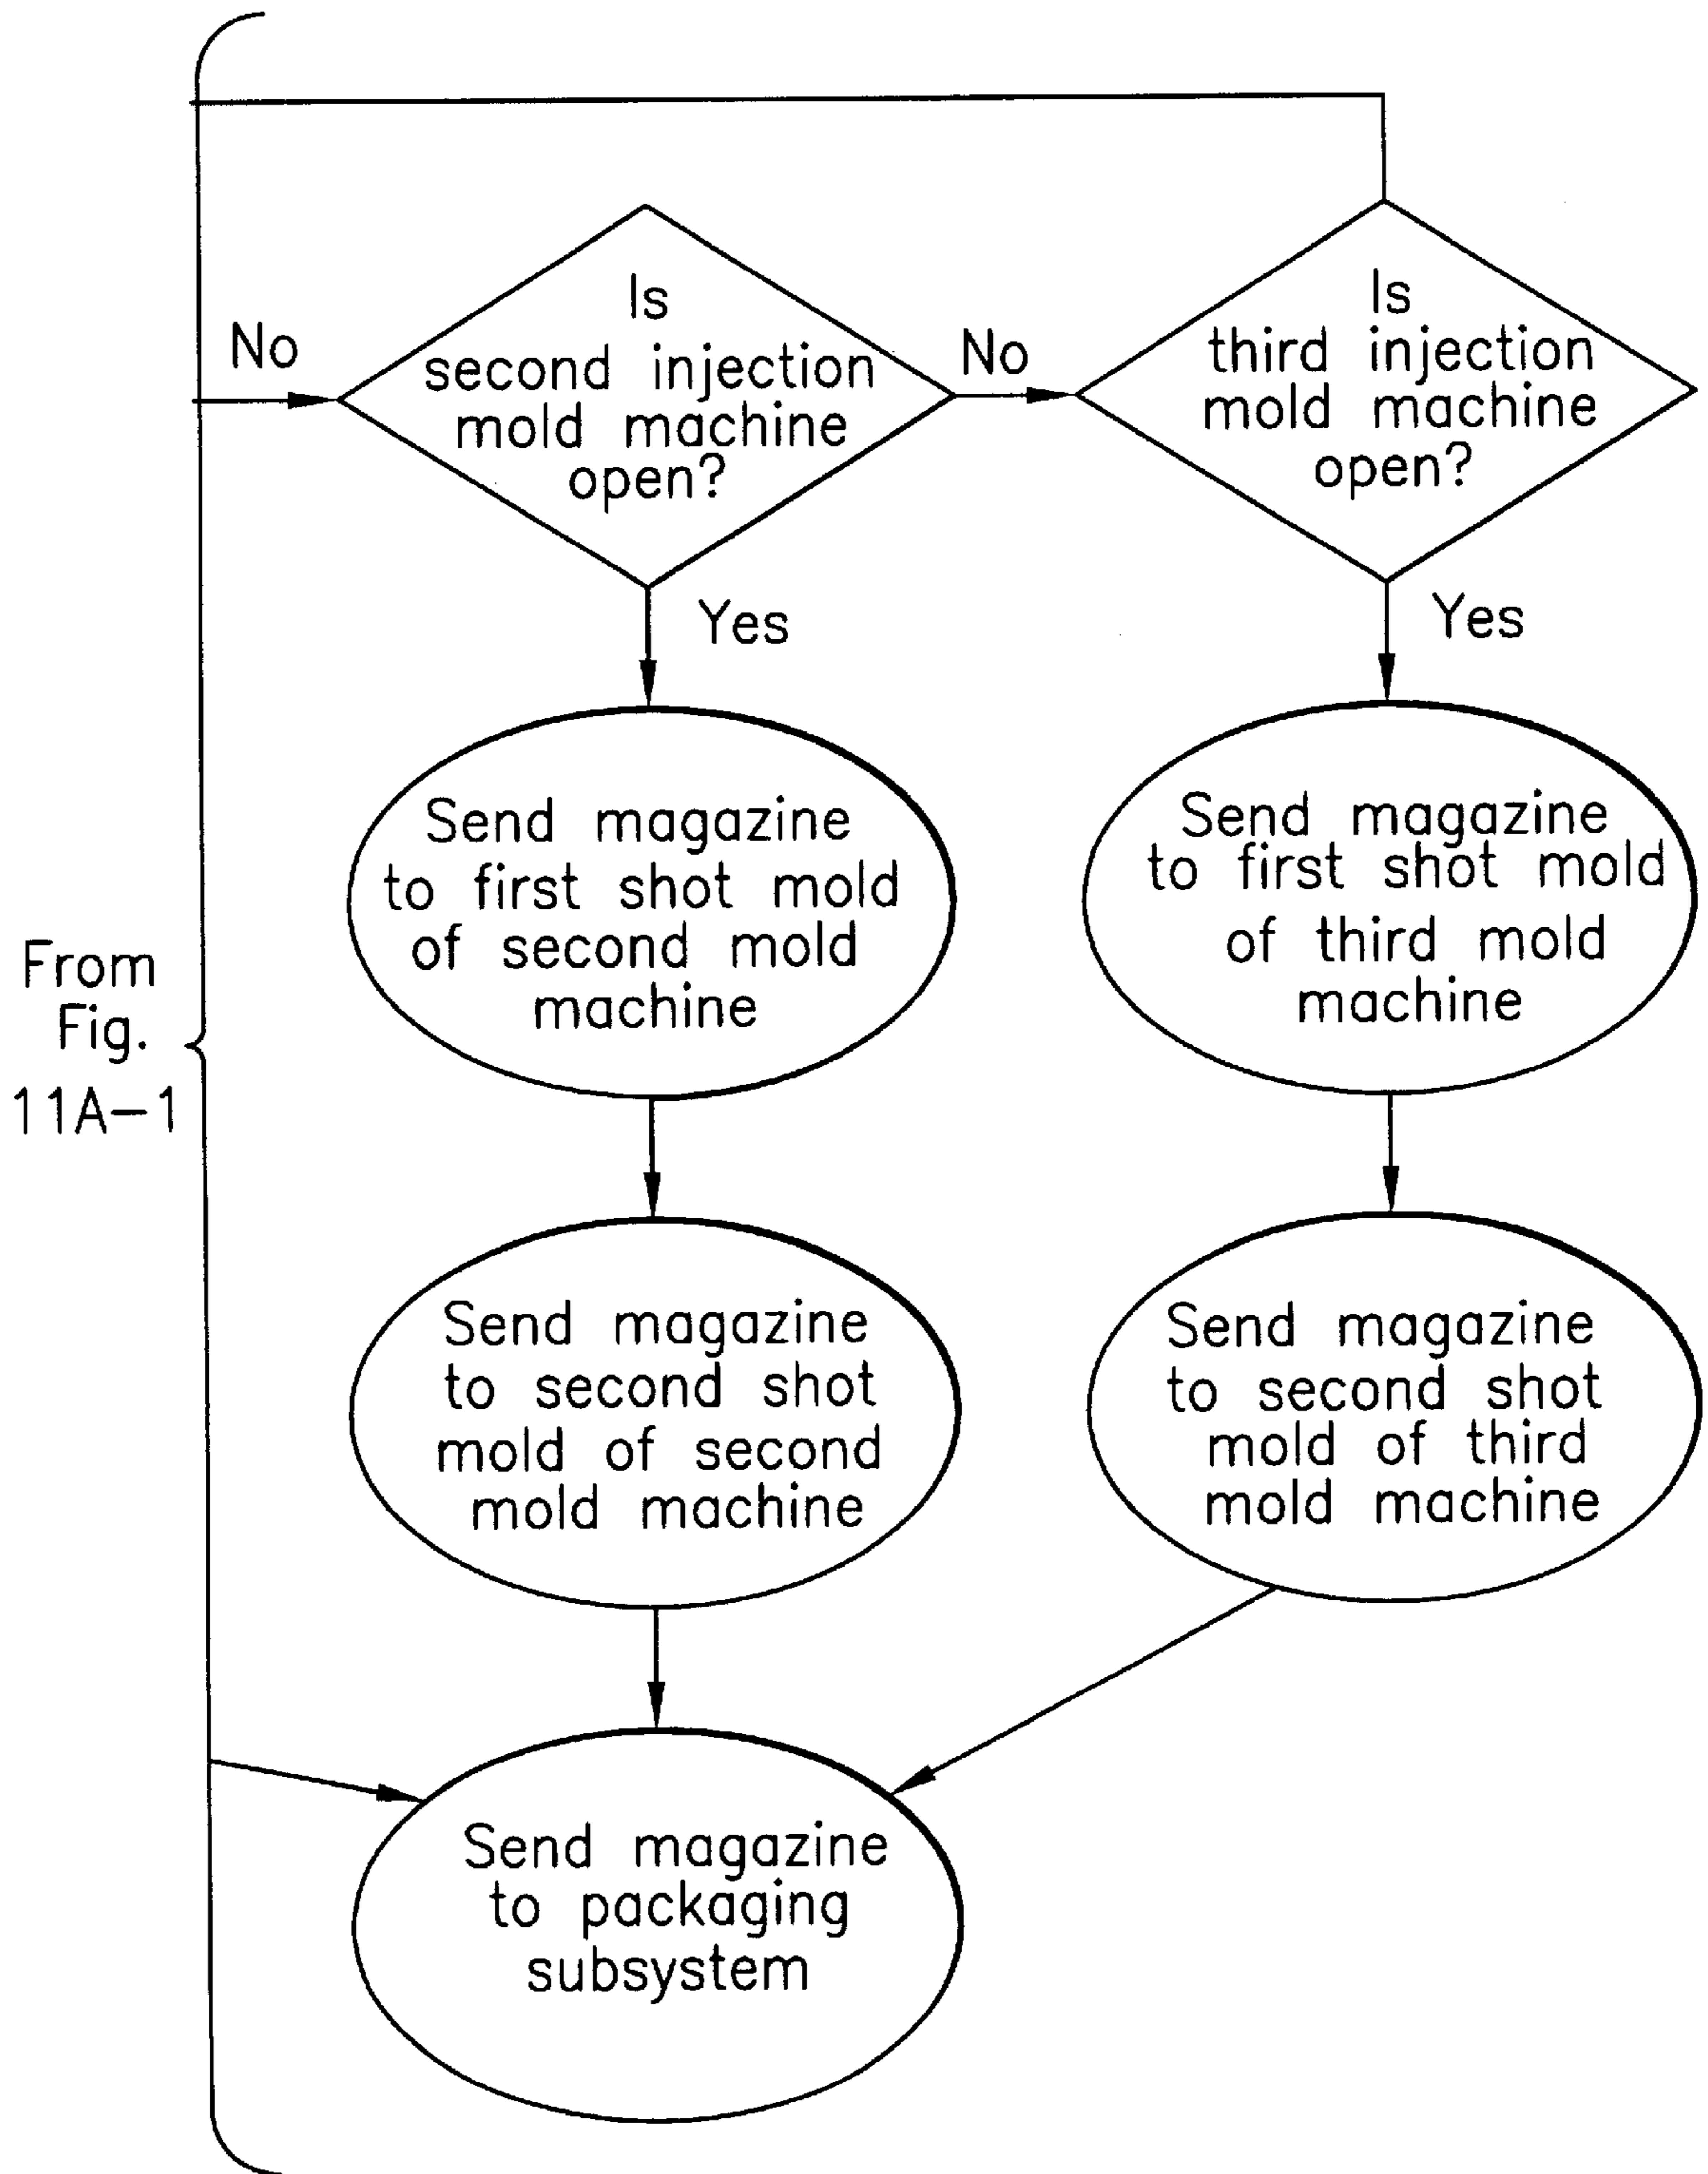 No
Is
second injection
mold machine
open?
No
Is
third injection
mold machine
open?
Yes
Yes
Send magazine
to first shot mold
of second mold
machine
Send magazine
to first shot mold
of third mold
machine
From
Fig.
11A-1
Send magazine
to second shot
mold of second
mold machine
Send magazine
to second shot
mold of third
mold machine
Send magazine
to packaging
subsystem